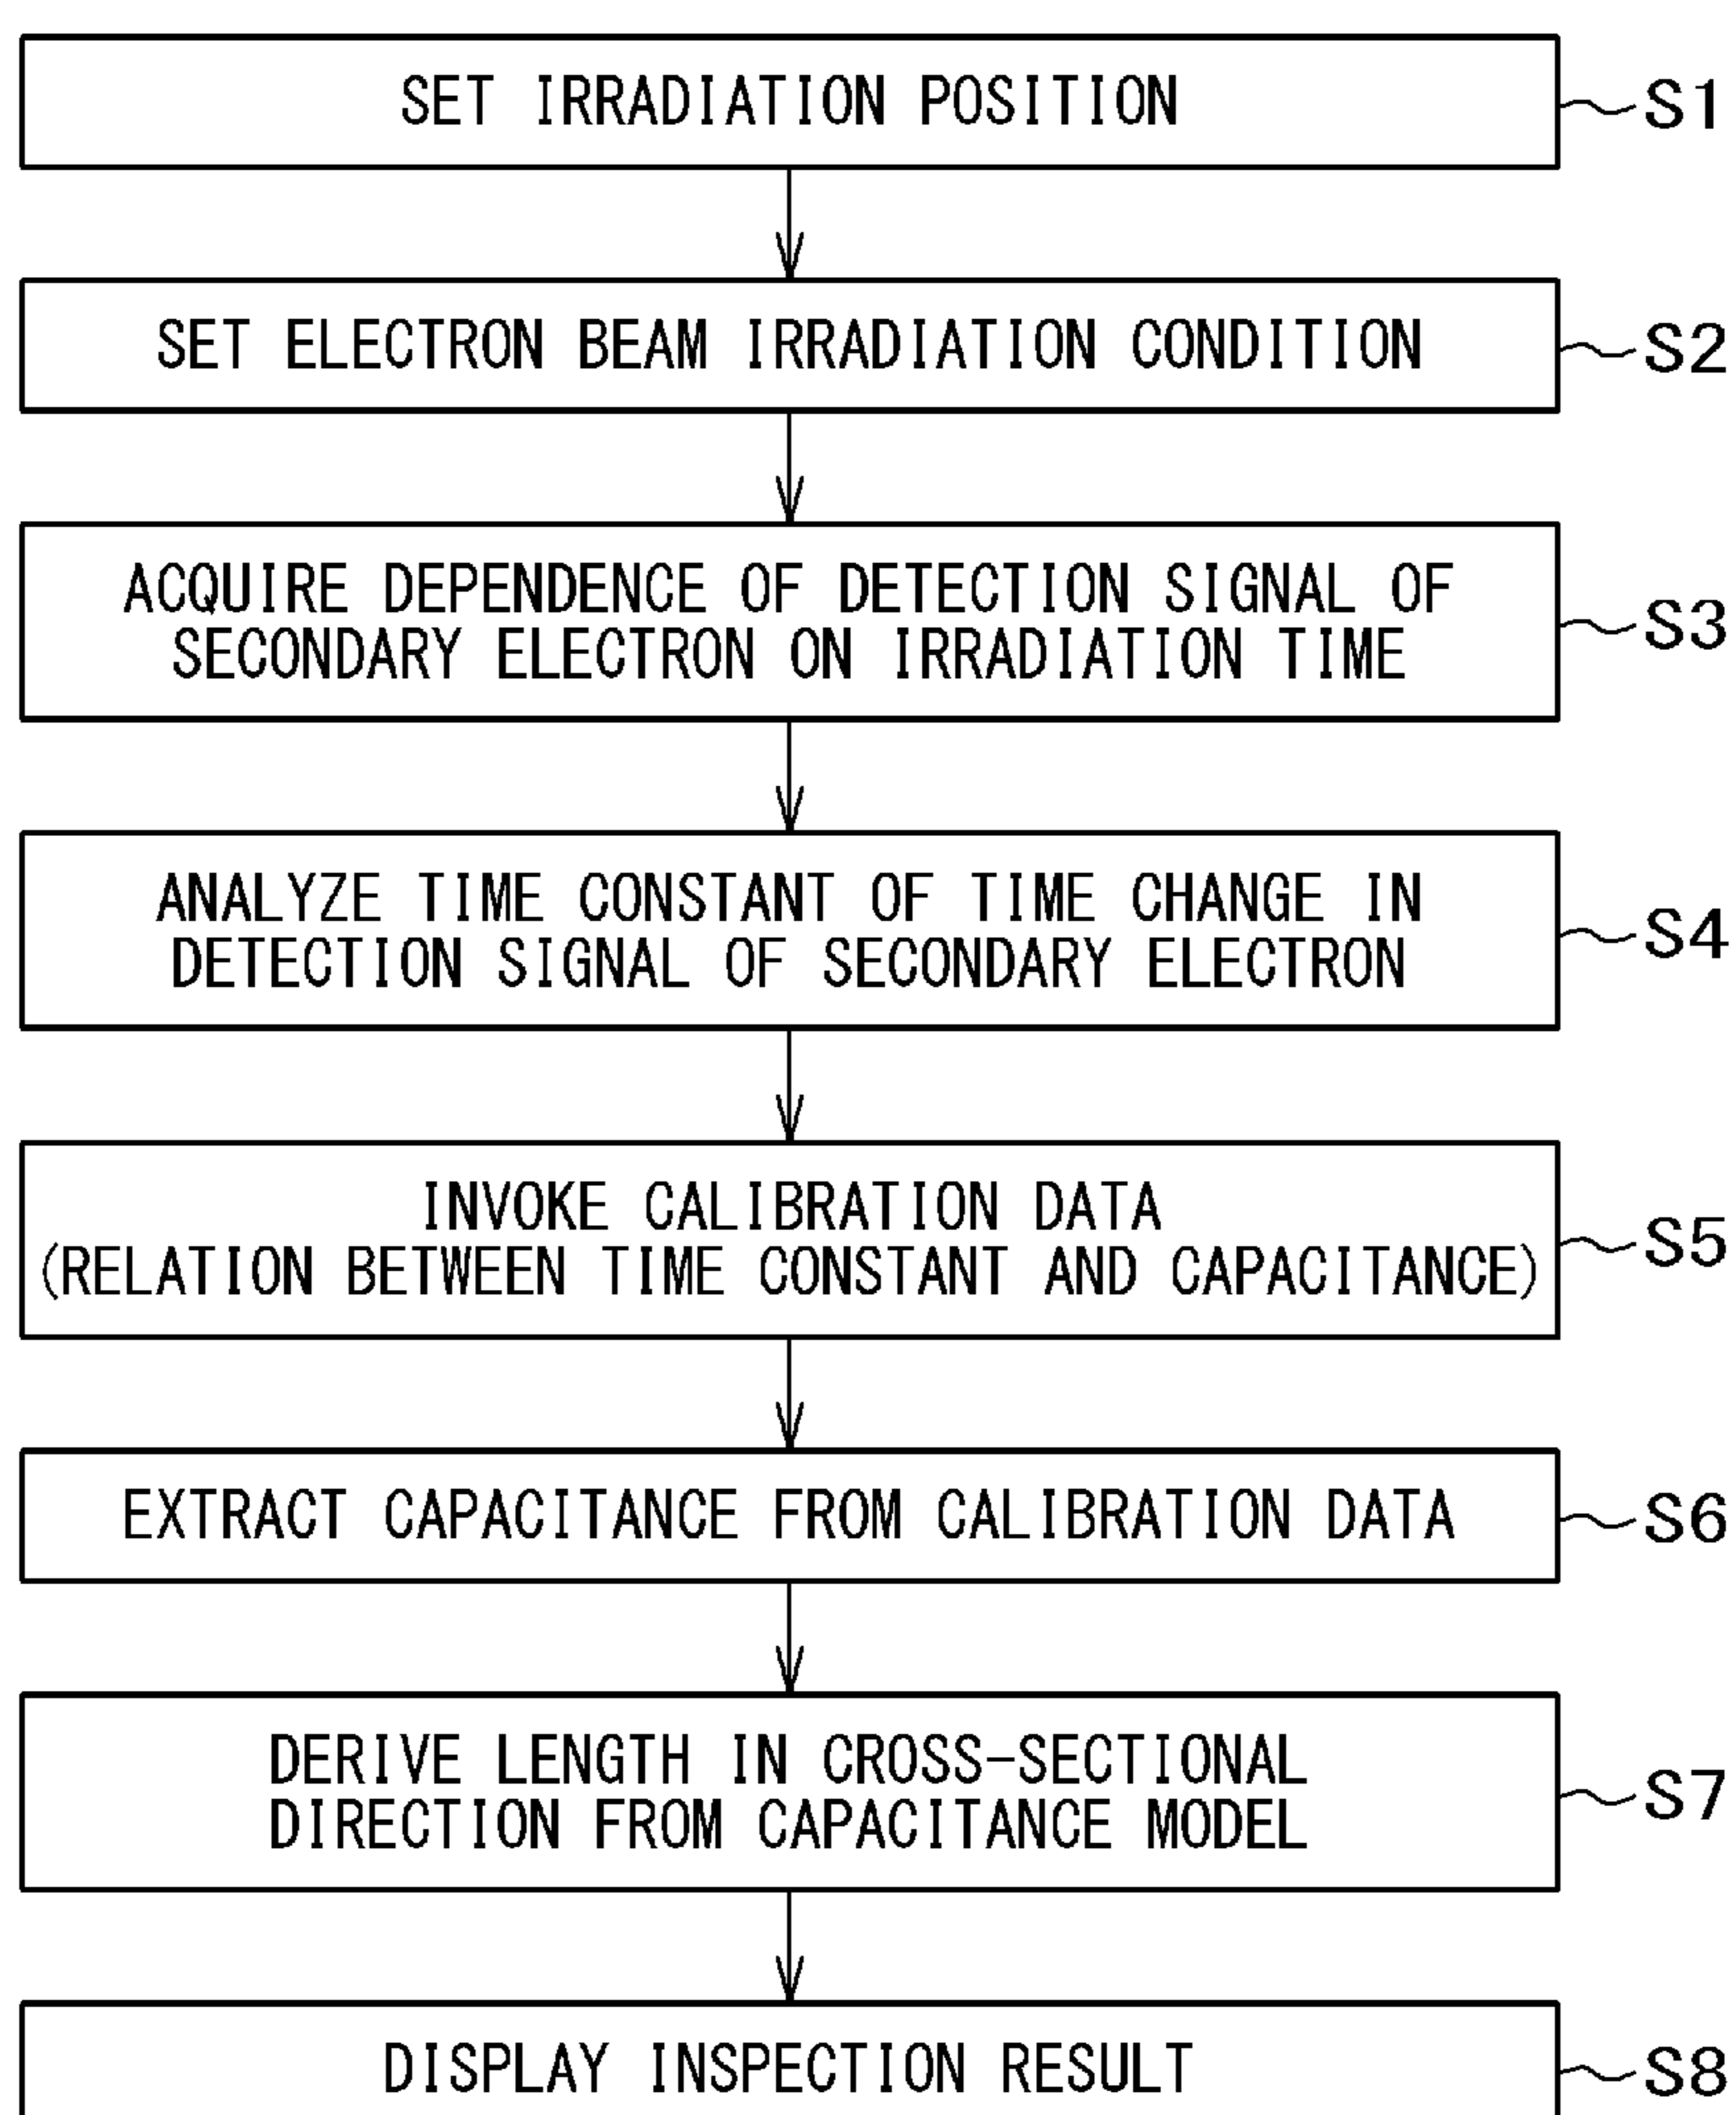 SET IRRADIATION POSITION
S1
SET ELECTRON BEAM IRRADIATION CONDITION
S2
ACQUIRE DEPENDENCE OF DETECTION SIGNAL OF
SECONDARY ELECTRON ON IRRADIATION TIME
S3
ANALYZE TIME CONSTANT OF TIME CHANGE IN
DETECTION SIGNAL OF SECONDARY ELECTRON
S4
INVOKE CALIBRATION DATA
(RELATION BETWEEN TIME CONSTANT AND CAPACITANCE)
S5
EXTRACT CAPACITANCE FROM CALIBRATION DATA
S6
DERIVE LENGTH IN CROSS-SECTIONAL
DIRECTION FROM CAPACITANCE MODEL
S7
DISPLAY INSPECTION RESULT
S8